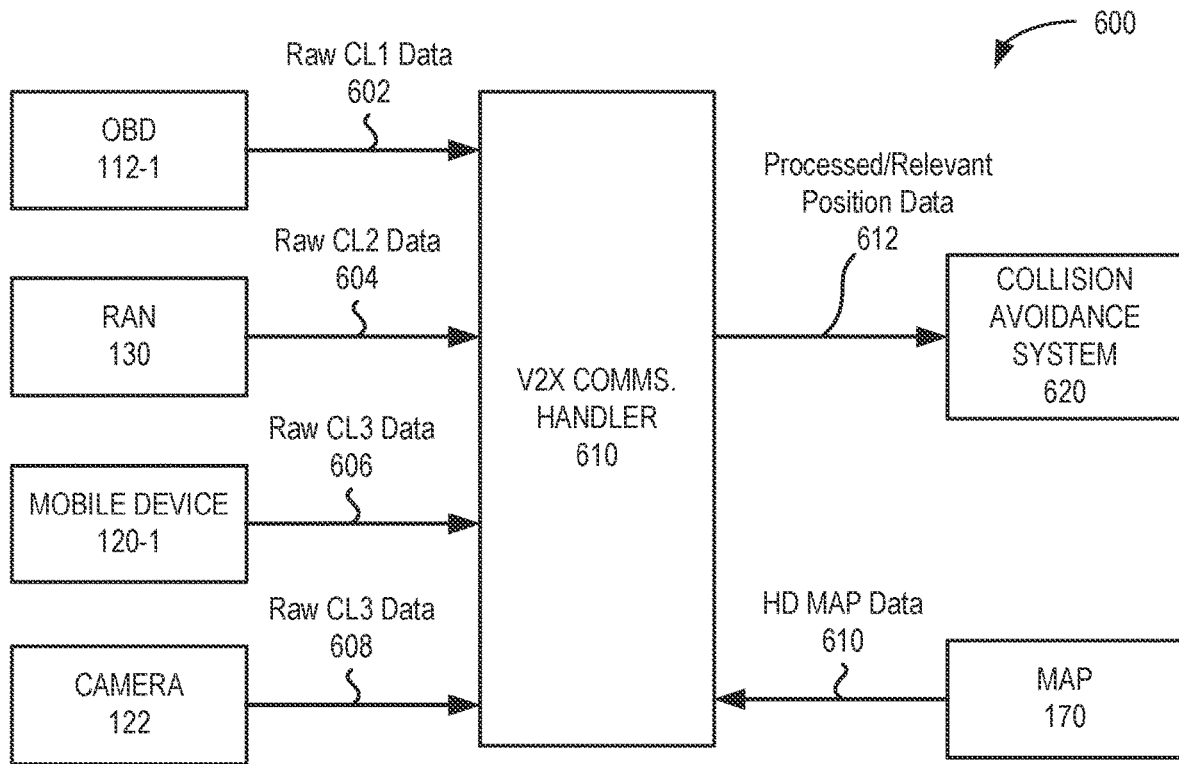 600
Raw CL1 Data
602
OBD
112-1
Raw CL2 Data
604
RAN
130
Raw CL3 Data
606
MOBILE DEVICE
120-1
Raw CL3 Data
608
CAMERA
122
V2X COMMS.
HANDLER
610
Processed/Relevant
Position Data
612
COLLISION
AVOIDANCE
SYSTEM
620
HD MAP Data
610
MAP
170